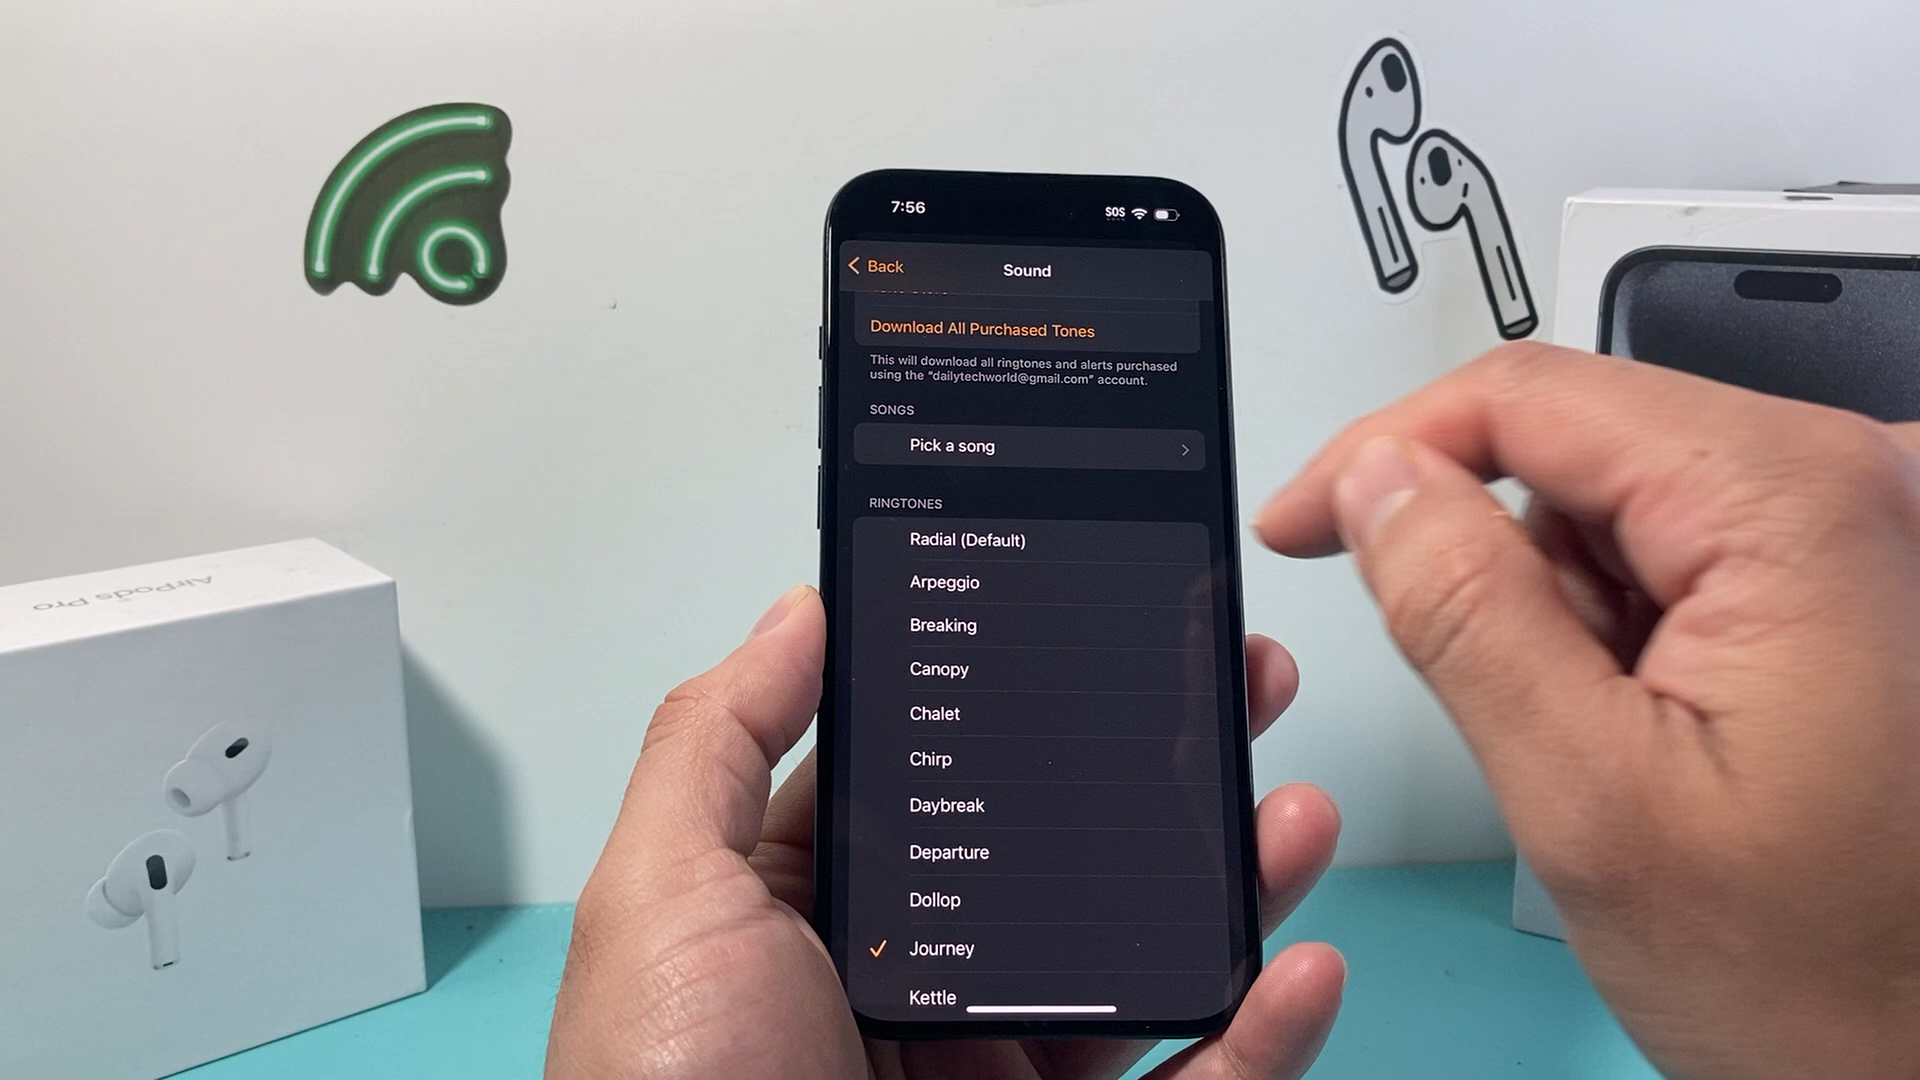 7:56
SOS
Back
Sound
Download All Purchased Tones
This will download all ringtones and alerts purchased
using the "dailytechworld@gmail.com" account.
SONGS
Pick a song
RINGTONES
Radial (Default)
Arpeggio
Breaking
Canopy
Chalet
Chirp
Daybreak
Departure
Dollop
Journey
Kettle
AirPods Pro